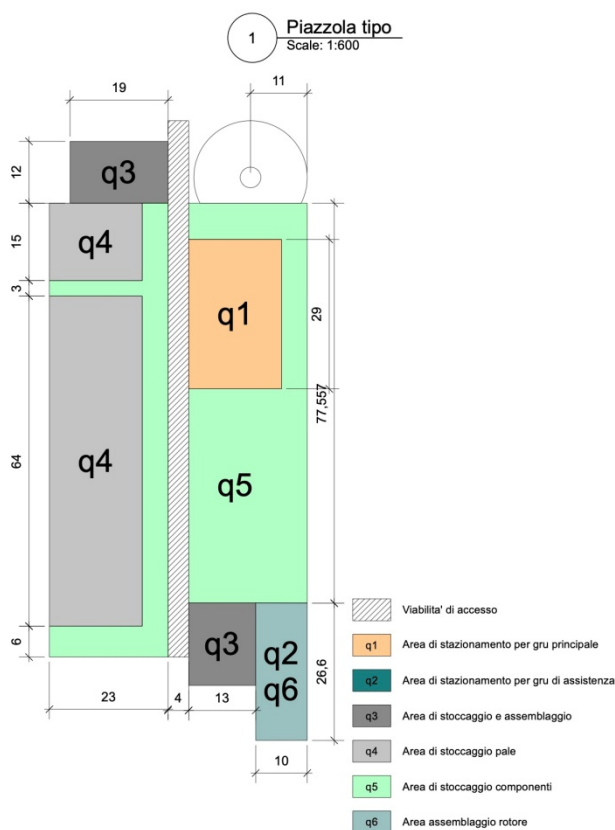 1
Piazzola tipo
Scale: 1:600
19
11
12
q3
15
q4
3
q1
29
77,557
64
q4
q5
6
q3
q2
q6
26,6
23
4
13
10
Viabilita' di accesso
q1 Area di stazionamento per gru principale
q2 Area di stazionamento per gru di assistenza
q3 Area di stoccaggio e assemblaggio
q4 Area di stoccaggio pale
q5 Area di stoccaggio componenti
q6 Area assemblaggio rotore